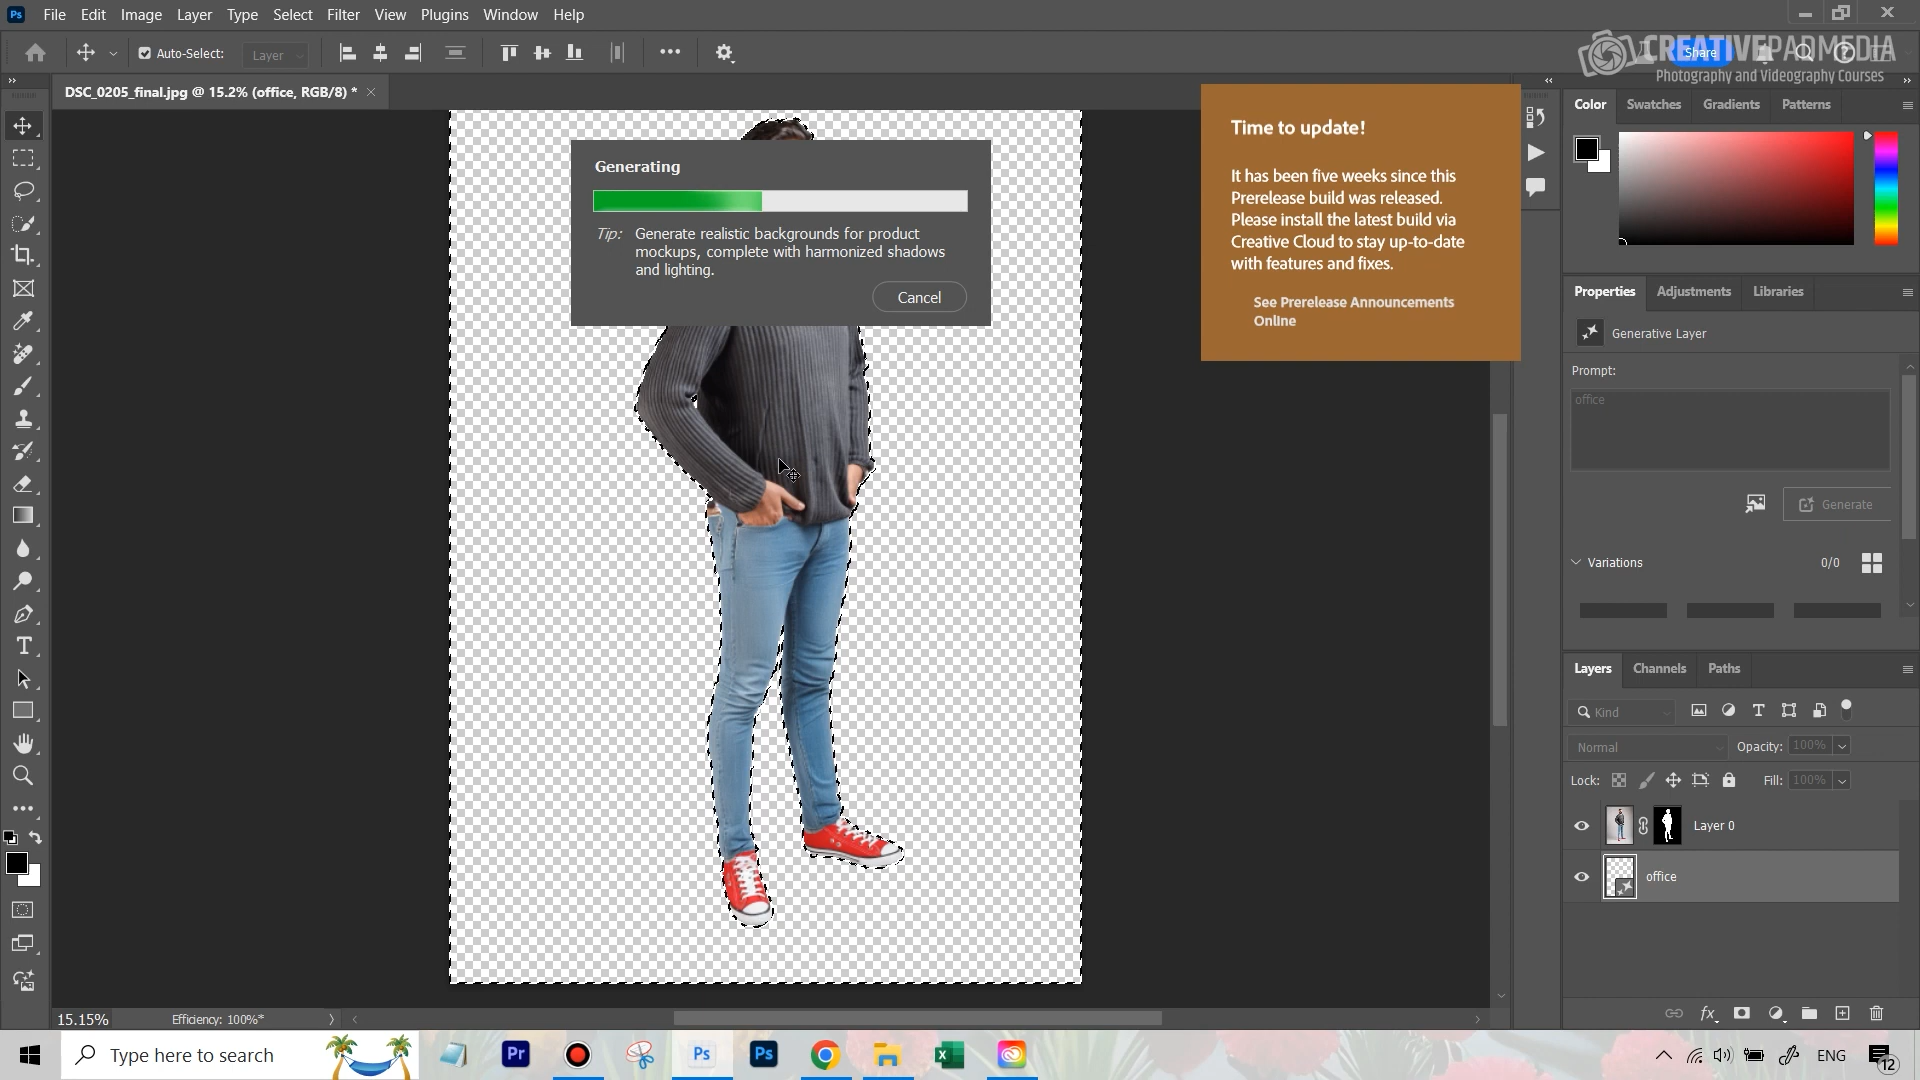 File Edit Image Layer Type Select Filter View Plugins Window Help
Auto-Select: Layer
Share
CREATIVEPADMEDIA
Photography and Videography Courses
DSC_0205_final.jpg @ 15.2% (office, RGB/8) *
Generating
Tip: Generate realistic backgrounds for product
mockups, complete with harmonized shadows
and lighting.
Cancel
Time to update!
It has been five weeks since this
Prerelease build was released.
Please install the latest build via
Creative Cloud to stay up-to-date
with features and fixes.
See Prerelease Announcements
Online
Color Swatches Gradients Patterns
Properties Adjustments Libraries
Generative Layer
Prompt:
office
Generate
Variations 0/0
Layers Channels Paths
Kind
Normal Opacity: 100%
Lock: Fill: 100%
Layer 0
office
fx
15.15% Efficiency: 100%*
Type here to search
Pr
Ps
Ps
ENG
12